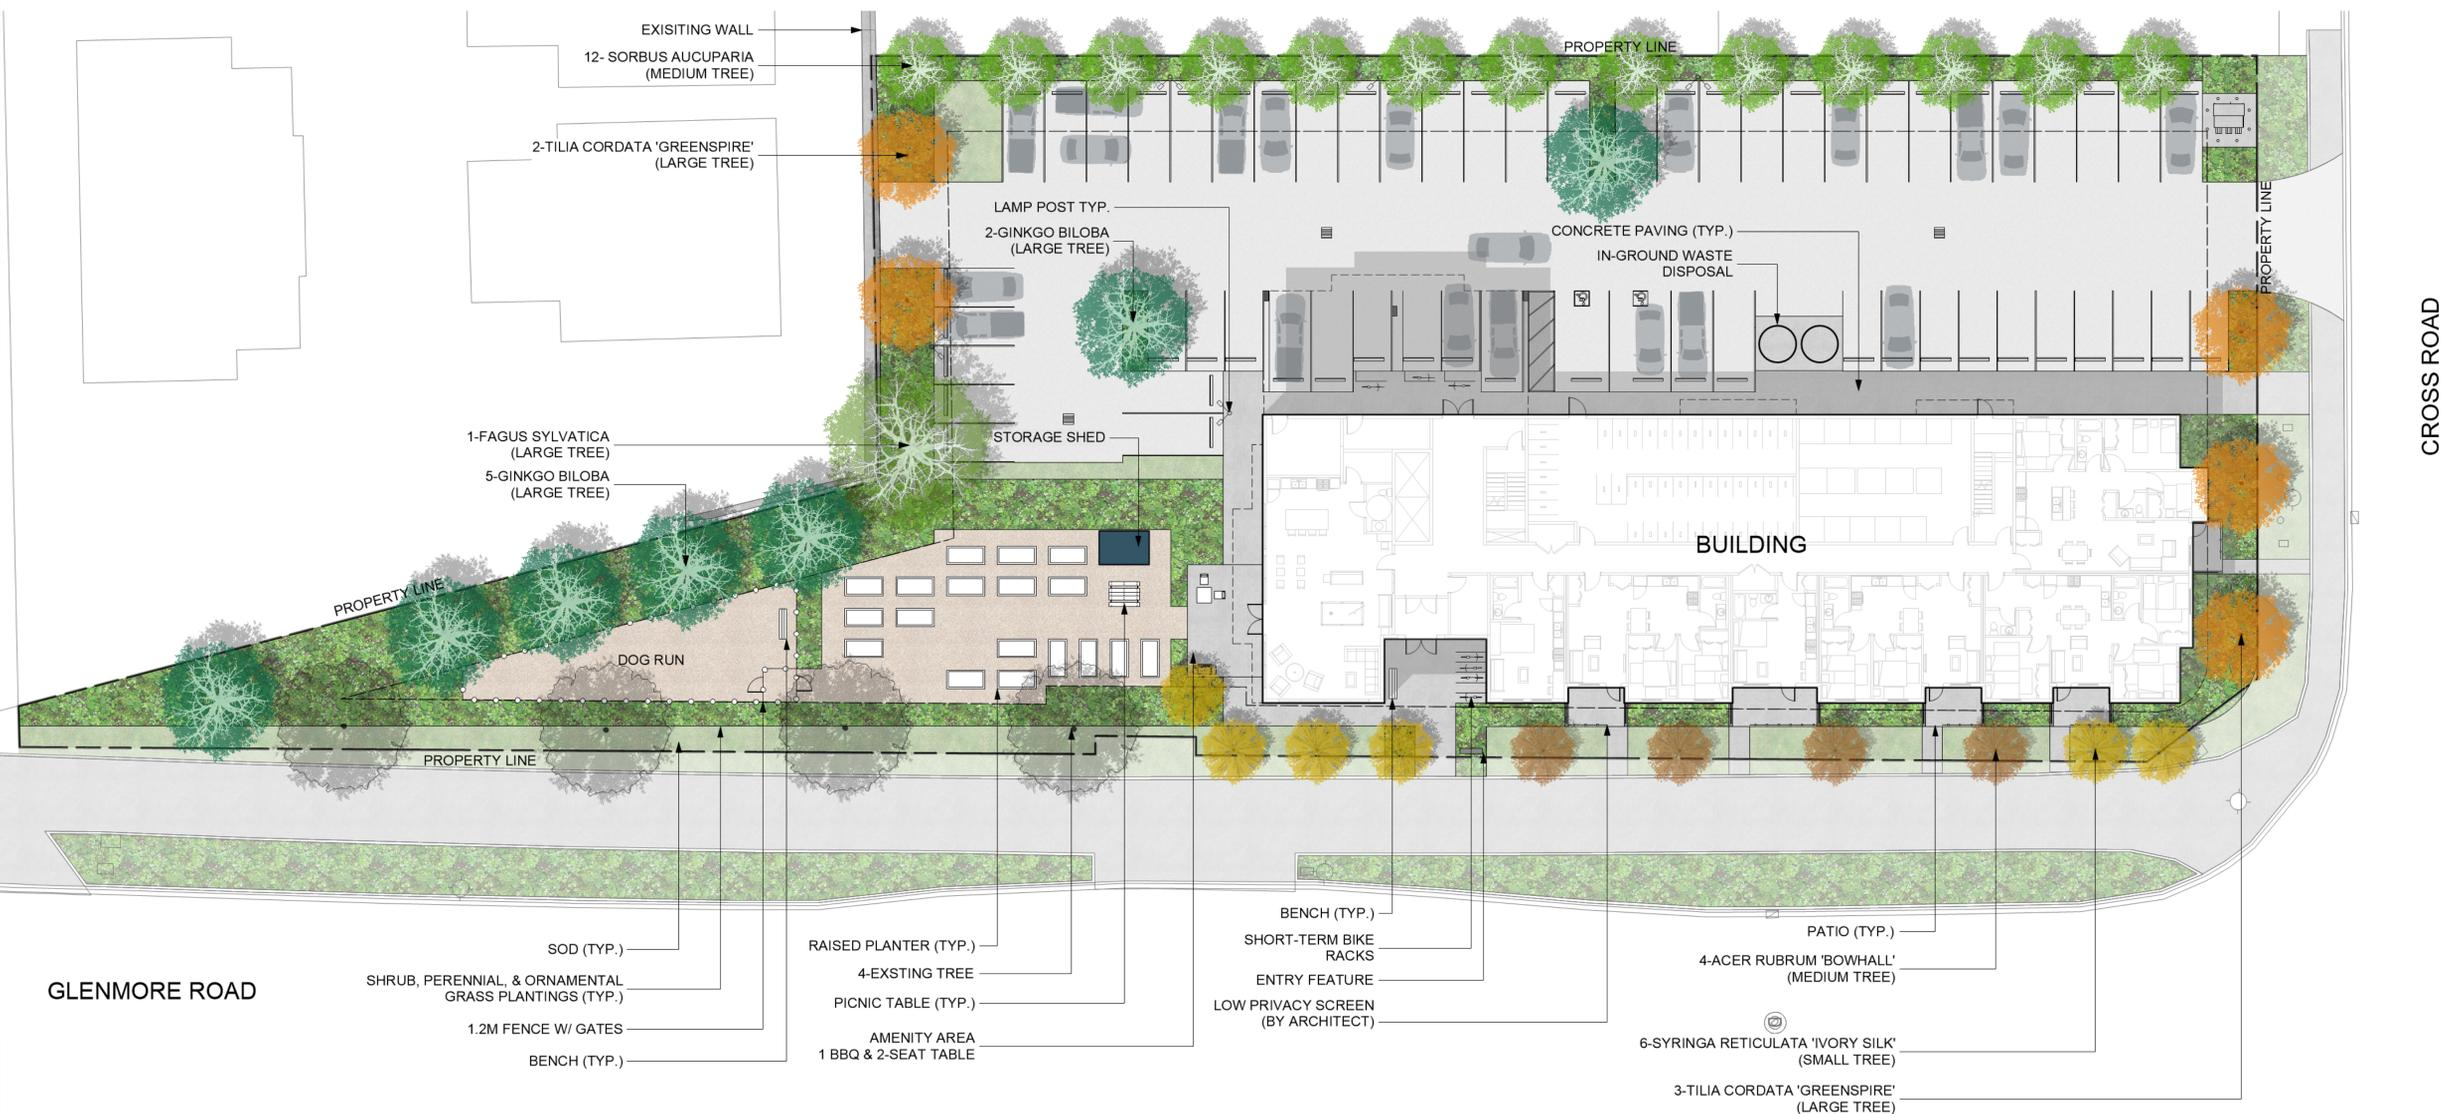 EXISITING WALL
12- SORBUS AUCUPARIA
(MEDIUM TREE)
PROPERTY LINE
2-TILIA CORDATA 'GREENSPIRE'
(LARGE TREE)
LAMP POST TYP.
2-GINKGO BILOBA
(LARGE TREE)
CONCRETE PAVING (TYP.)
IN-GROUND WASTE
DISPOSAL
PROPERTY LINE
CROSS ROAD
1-FAGUS SYLVATICA
(LARGE TREE)
STORAGE SHED
5-GINKGO BILOBA
(LARGE TREE)
BUILDING
PROPERTY LINE
DOG RUN
PROPERTY LINE
GLENMORE ROAD
SOD (TYP.)
SHRUB, PERENNIAL, & ORNAMENTAL
GRASS PLANTINGS (TYP.)
1.2M FENCE W/ GATES
BENCH (TYP.)
RAISED PLANTER (TYP.)
4-EXSTING TREE
PICNIC TABLE (TYP.)
AMENITY AREA
1 BBQ & 2-SEAT TABLE
BENCH (TYP.)
SHORT-TERM BIKE
RACKS
ENTRY FEATURE
LOW PRIVACY SCREEN
(BY ARCHITECT)
PATIO (TYP.)
4-ACER RUBRUM 'BOWHALL'
(MEDIUM TREE)
6-SYRINGA RETICULATA 'IVORY SILK'
(SMALL TREE)
3-TILIA CORDATA 'GREENSPIRE'
(LARGE TREE)